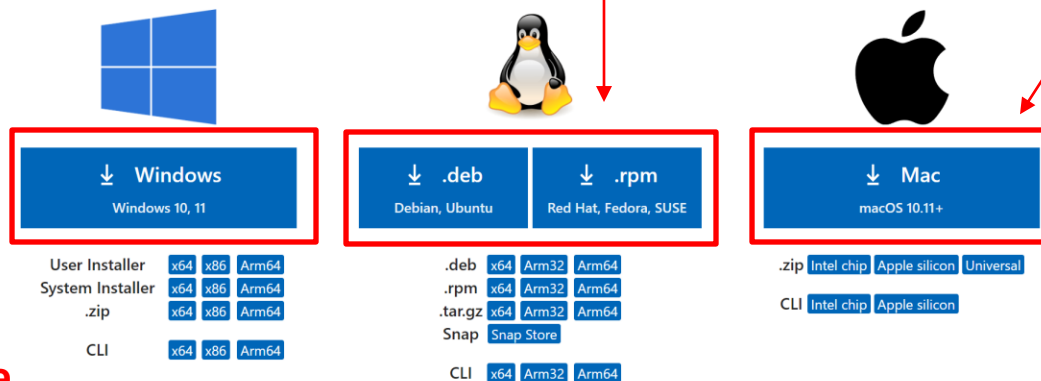 Windows
Windows 10, 11
User Installer x64 x86 Arm64
System Installer x64 x86 Arm64
.zip x64 x86 Arm64
CLI x64 x86 Arm64
.deb
Debian, Ubuntu
.rpm
Red Hat, Fedora, SUSE
.deb x64 Arm32 Arm64
.rpm x64 Arm32 Arm64
.tar.gz x64 Arm32 Arm64
Snap Snap Store
CLI x64 Arm32 Arm64
Mac
macOS 10.11+
.zip Intel chip Apple silicon Universal
CLI Intel chip Apple silicon